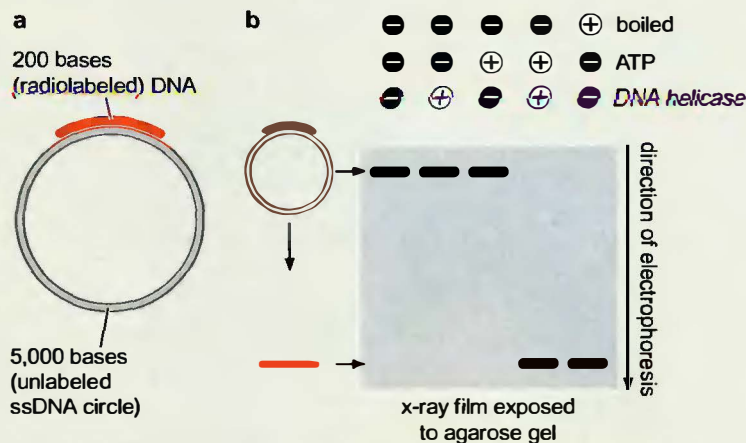 a
200 bases
(radiolabeled) DNA
5,000 bases
(unlabeled
ssDNA circle)
b
− − − − + boiled
− − + + − ATP
− + − + − DNA helicase
direction of electrophoresis
x-ray film exposed
to agarose gel